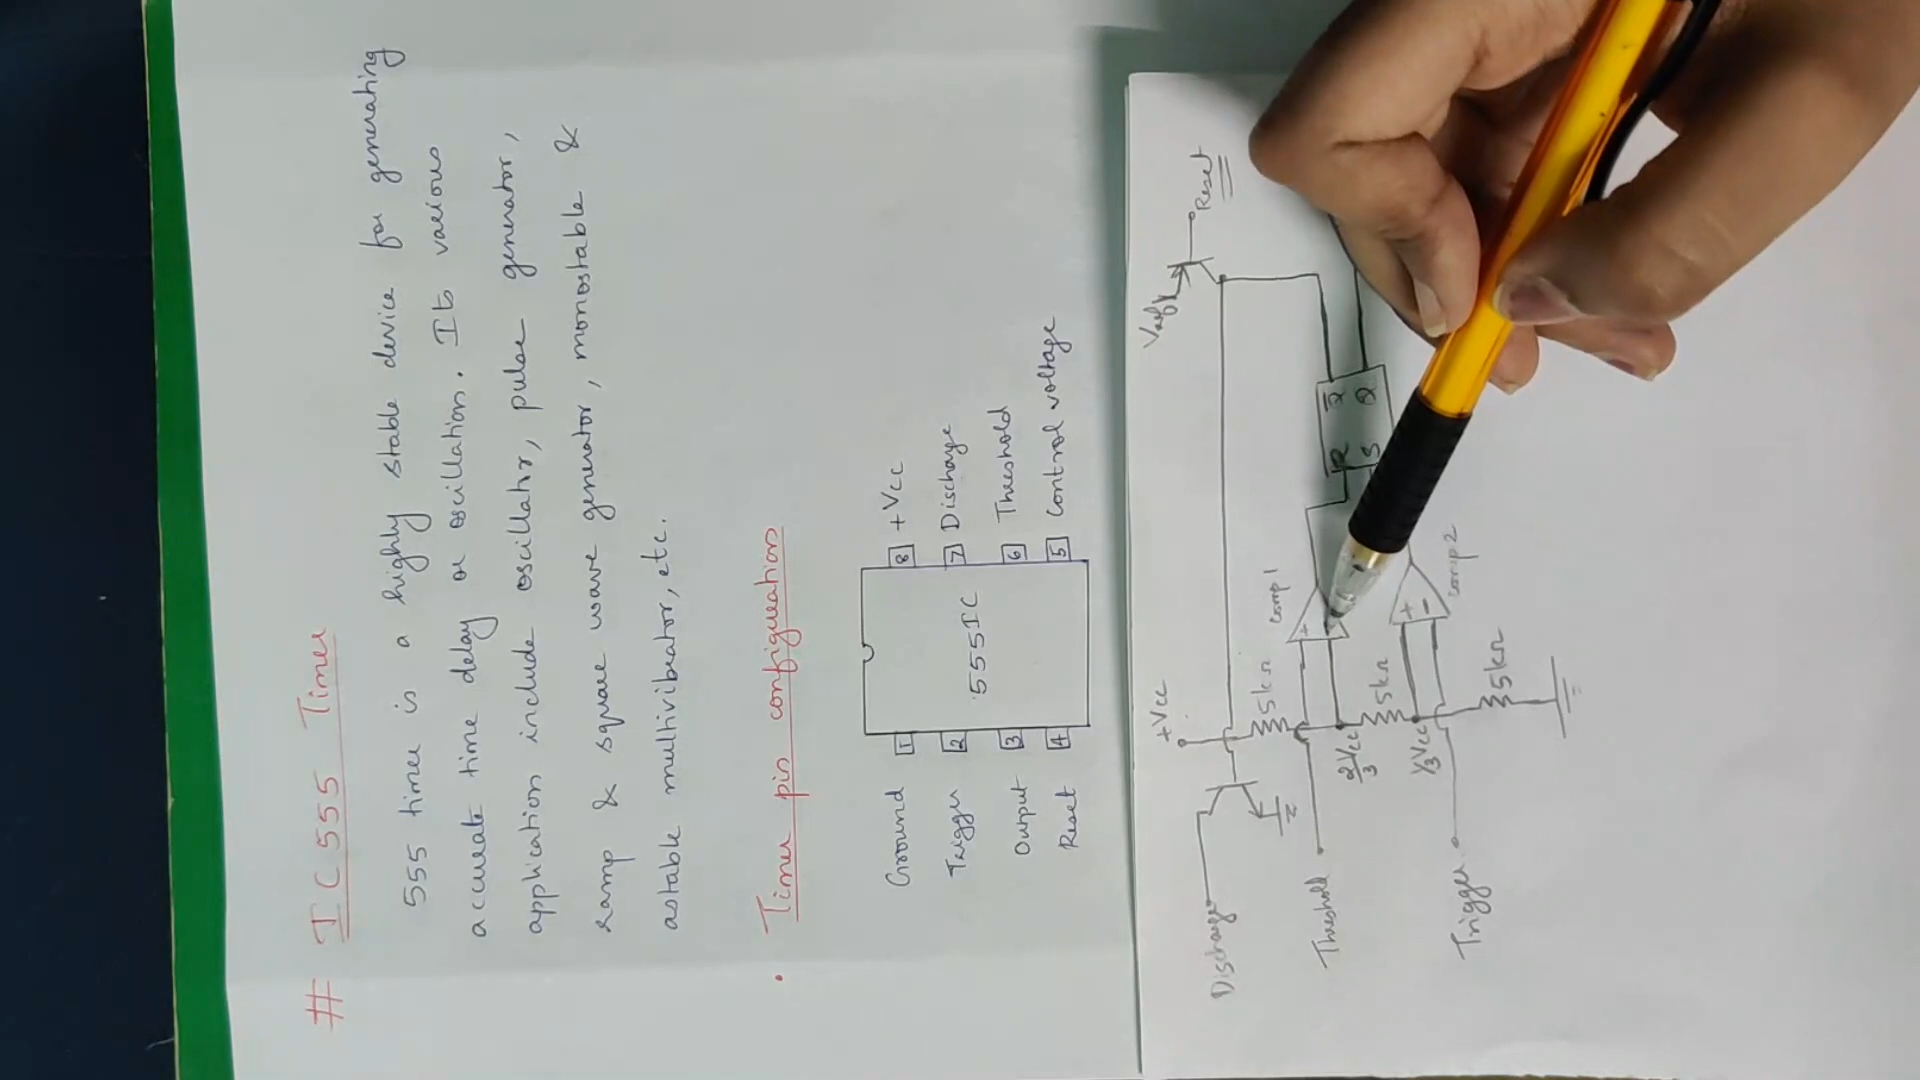 # IC 555 Timer
555 timer is a highly stable device for generating
accurate time delay or oscillation. Its various
application include oscillator, pulse generator,
ramp & square wave generator, monostable &
astable multivibrator, etc.
• Timer pin configuration
Ground 1
8 +Vcc
Trigger 2
7 Discharge
555IC
Output 3
6 Threshold
Reset 4
5 Control voltage
Vref
Reset
+Vcc
Discharge
5kΩ
Comp 1
+
R Q̅
S Q
Threshold
2/3 Vcc
5kΩ
1/3 Vcc
+
-
comp 2
Trigger
5kΩ